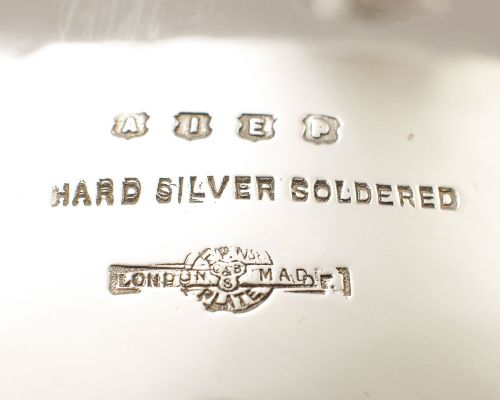 A I E P
HARD SILVER SOLDERED
LONDON MADE
PLATE